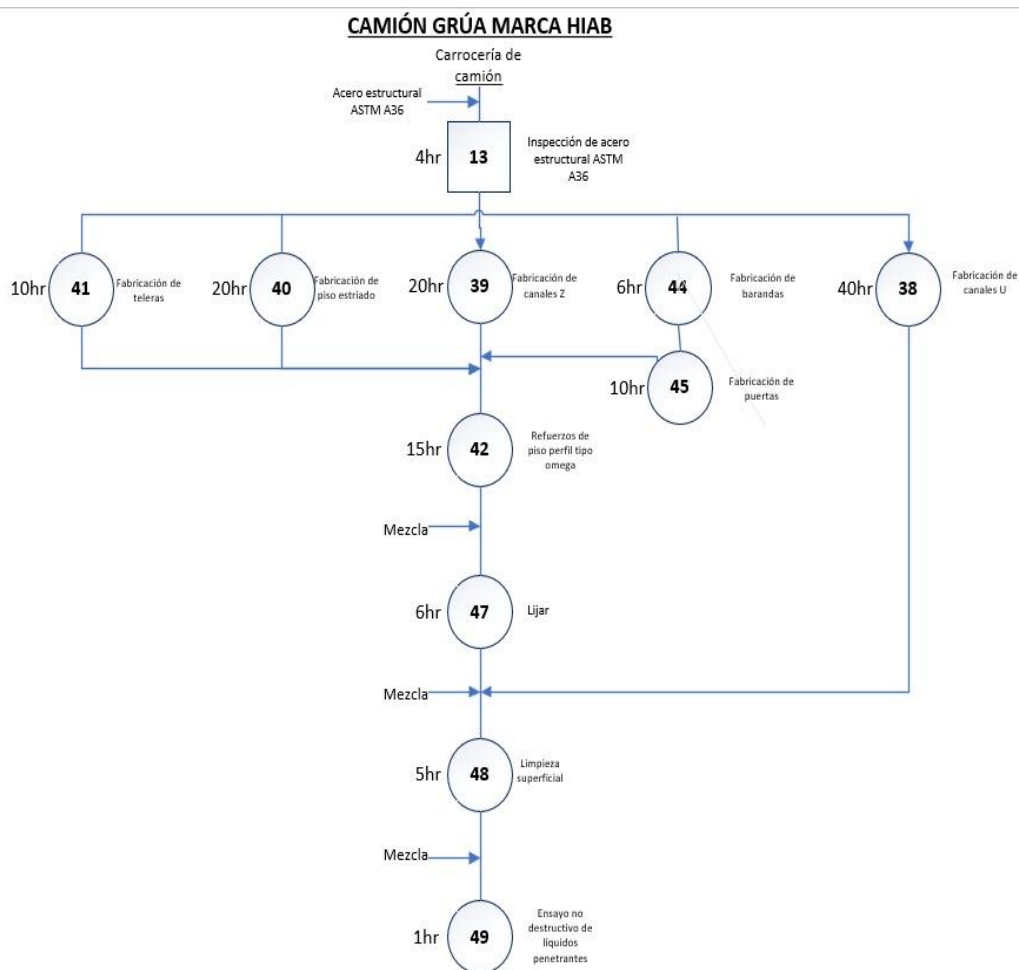 CAMIÓN GRÚA MARCA HIAB
Carrocería de
camión
Acero estructural
ASTM A36
4hr
13
Inspección de acero
estructural ASTM
A36
10hr
41
Fabricación de
teleras
20hr
40
Fabricación de
piso estriado
20hr
39
Fabricación de
canales Z
6hr
44
Fabricación de
barandas
40hr
38
Fabricación de
canales U
10hr
45
Fabricación de
puertas
15hr
42
Refuerzos de
piso perfil tipo
omega
Mezcla
6hr
47
Lijar
Mezcla
5hr
48
Limpieza
superficial
Mezcla
1hr
49
Ensayo no
destructivo de
líquidos
penetrantes